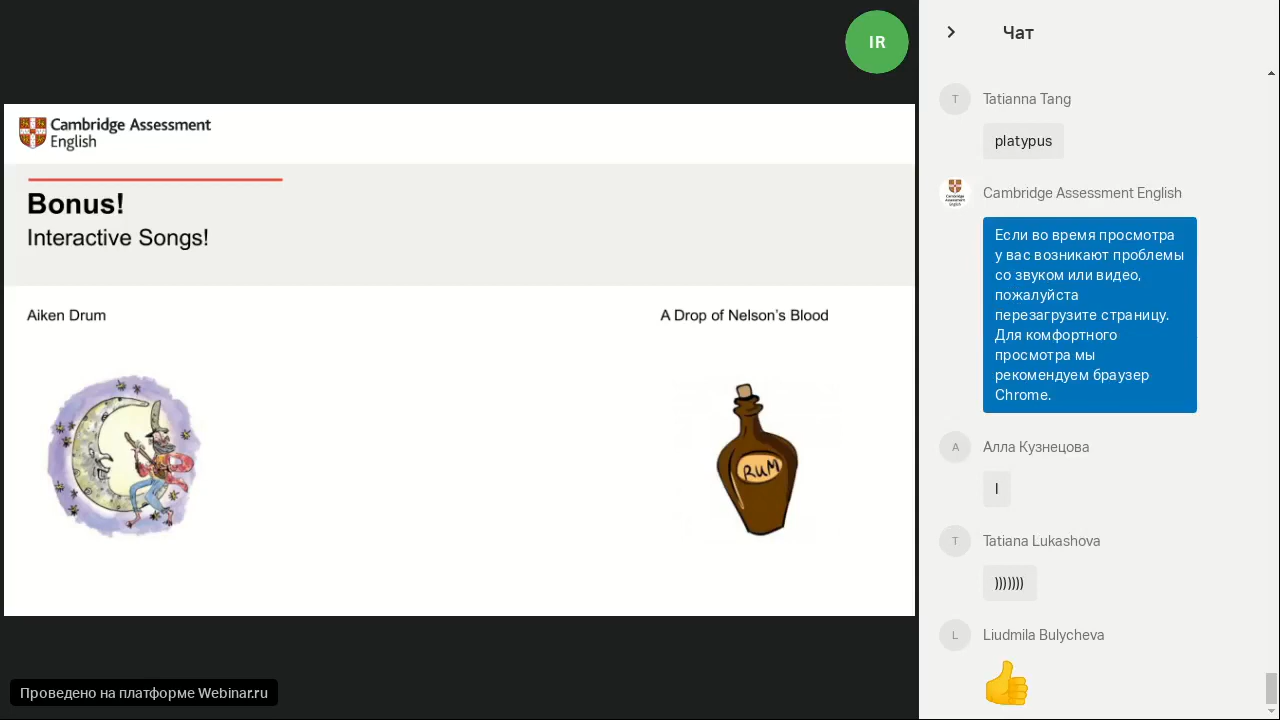 IR
Cambridge Assessment
English
Bonus!
Interactive Songs!
Aiken Drum
A Drop of Nelson's Blood
RUM
Проведено на платформе Webinar.ru
Чат
T
Tatianna Tang
platypus
Cambridge Assessment English
Если во время просмотра
у вас возникают проблемы
со звуком или видео,
пожалуйста
перезагрузите страницу.
Для комфортного
просмотра мы
рекомендуем браузер
Chrome.
А
Алла Кузнецова
I
T
Tatiana Lukashova
)))))))
L
Liudmila Bulycheva